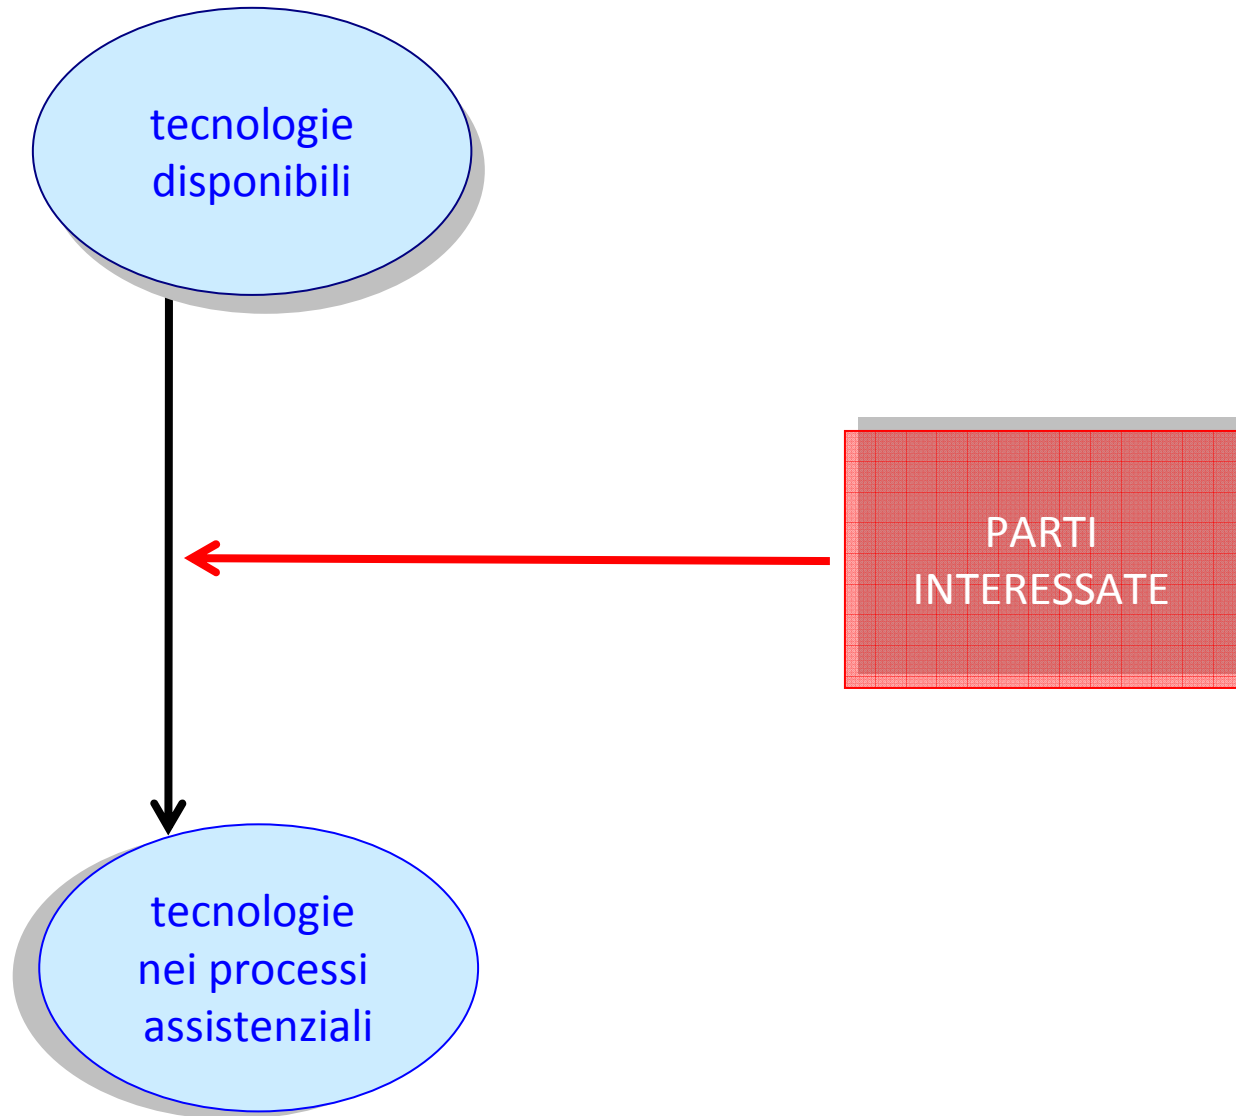 tecnologie
disponibili
PARTI
INTERESSATE
tecnologie
nei processi
assistenziali